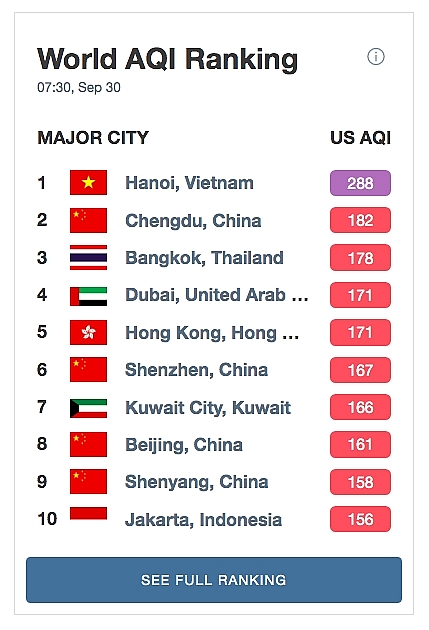 World AQI Ranking
07:30, Sep 30
MAJOR CITY US AQI
1 Hanoi, Vietnam 288
2 Chengdu, China 182
3 Bangkok, Thailand 178
4 Dubai, United Arab ... 171
5 Hong Kong, Hong ... 171
6 Shenzhen, China 167
7 Kuwait City, Kuwait 166
8 Beijing, China 161
9 Shenyang, China 158
10 Jakarta, Indonesia 156
SEE FULL RANKING